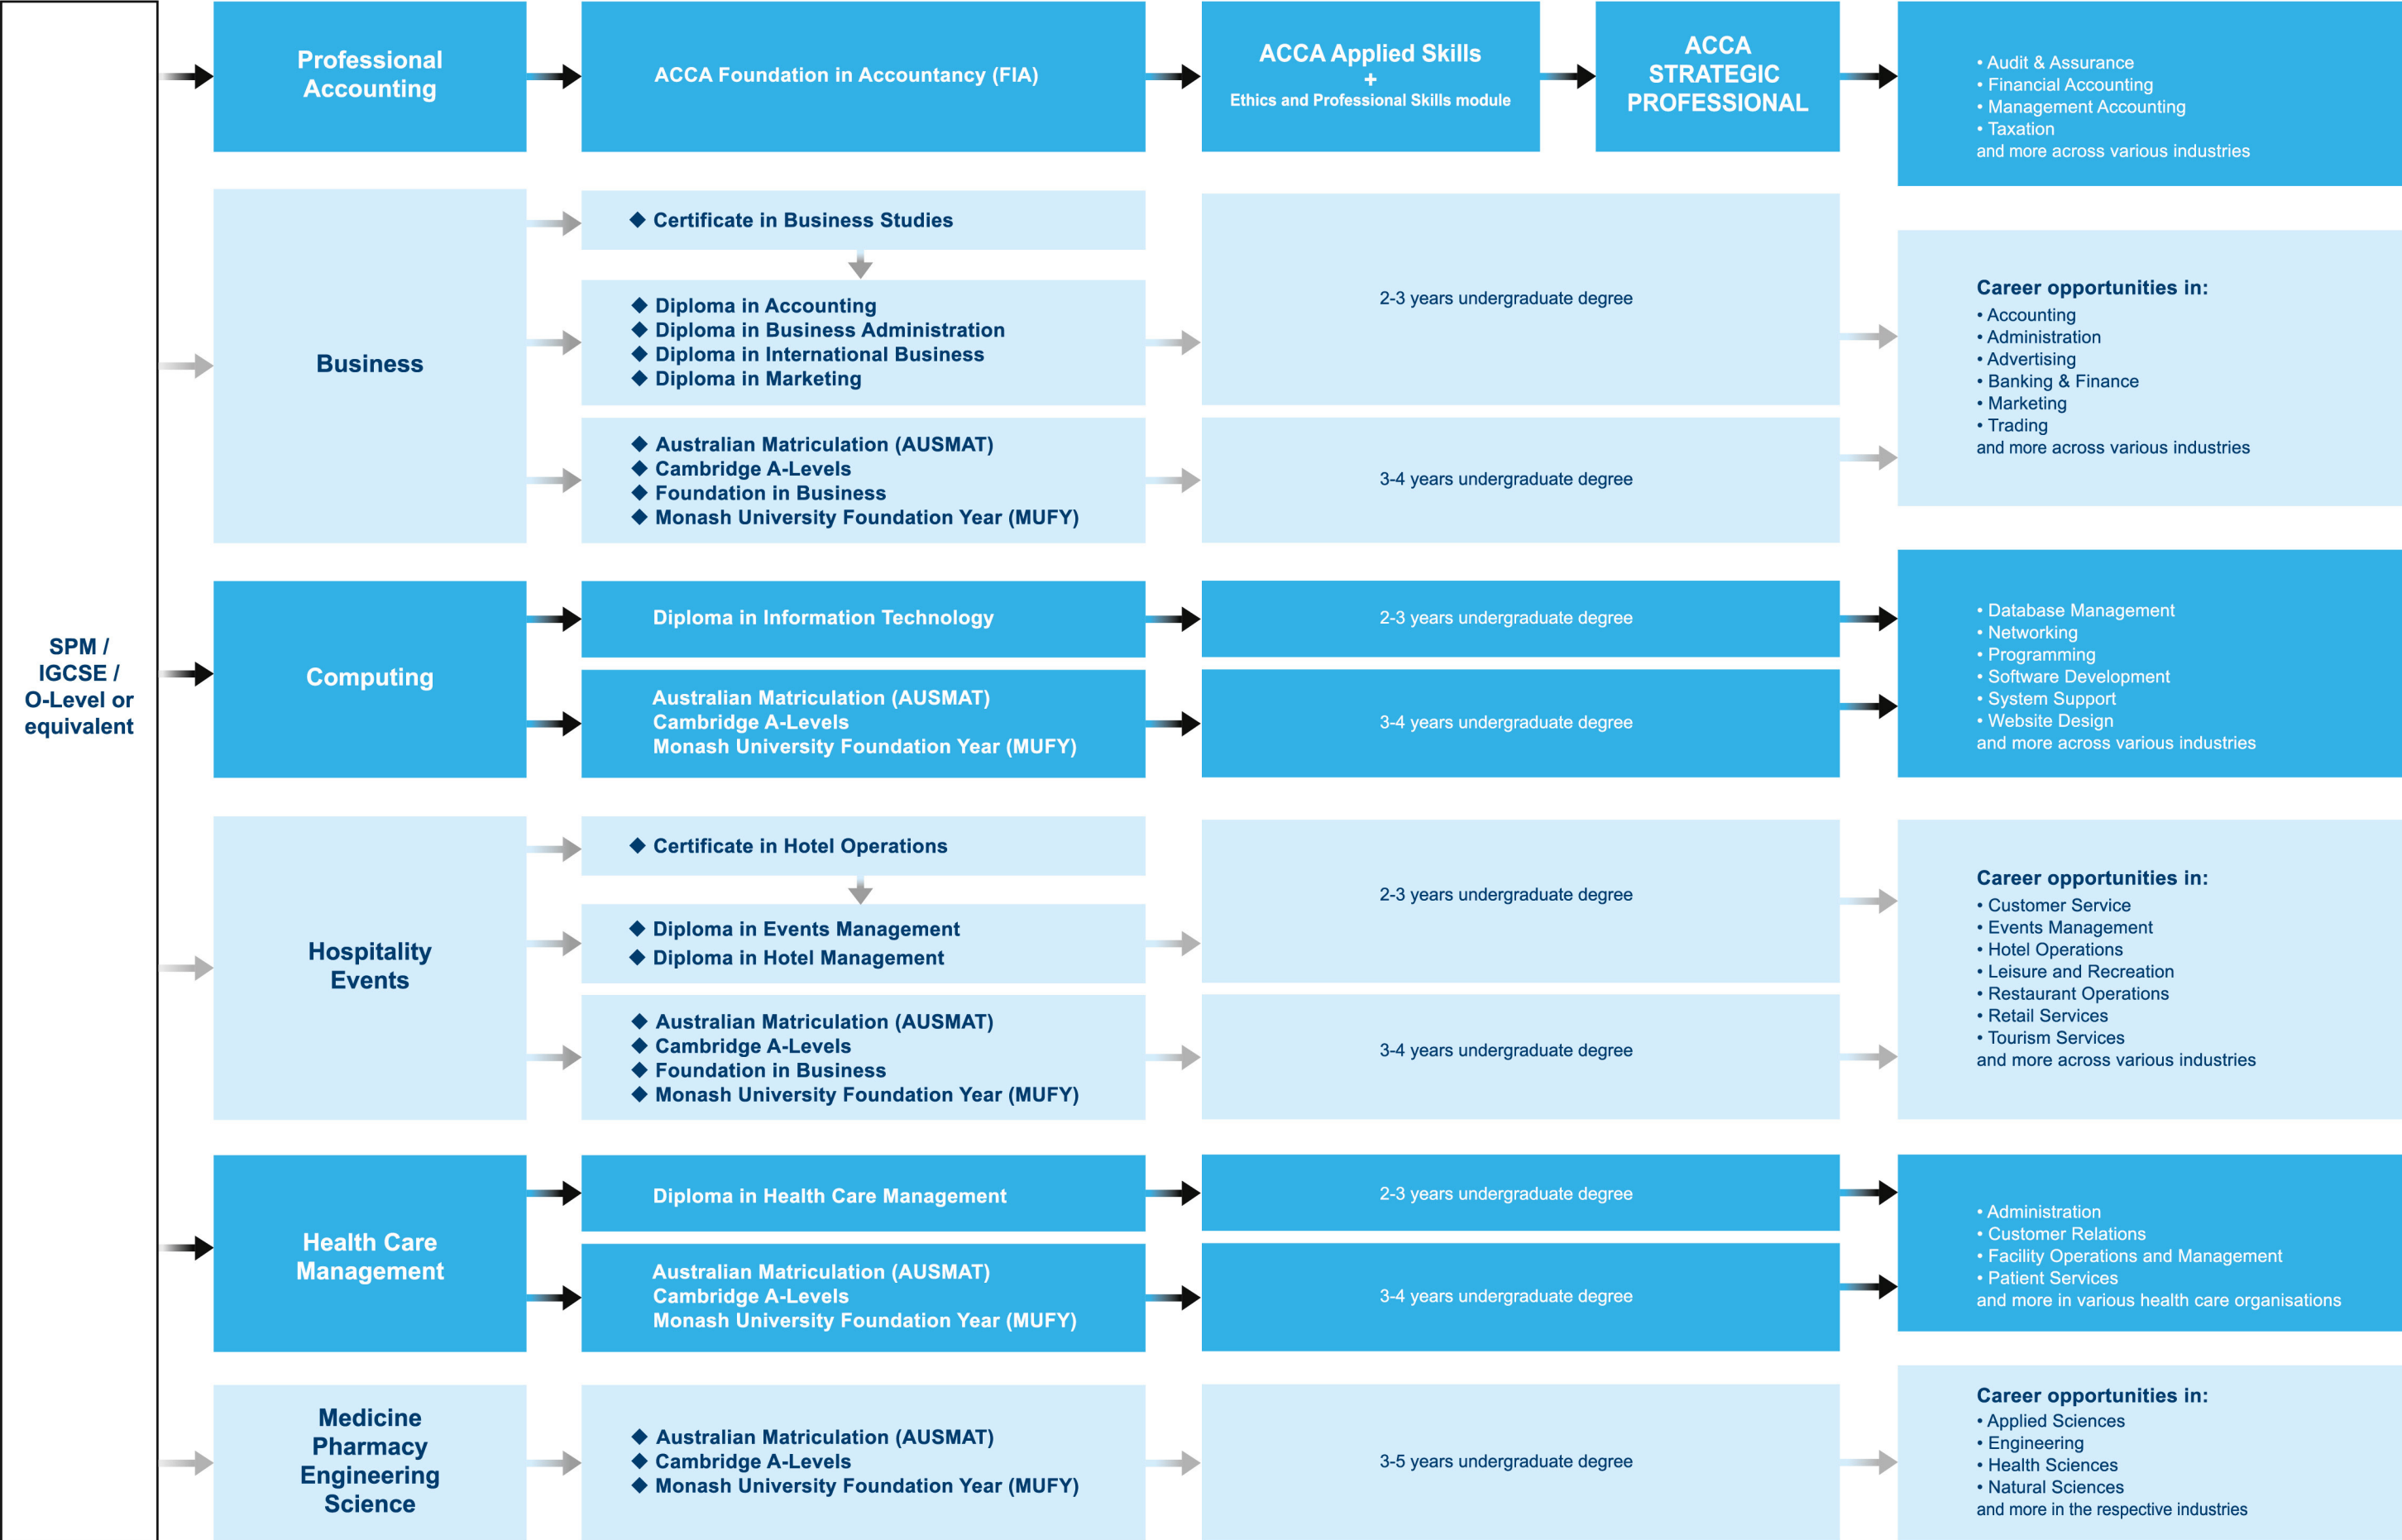 SPM /
IGCSE /
O-Level or
equivalent
Professional
Accounting
ACCA Foundation in Accountancy (FIA)
ACCA Applied Skills
+
Ethics and Professional Skills module
ACCA
STRATEGIC
PROFESSIONAL
• Audit & Assurance
• Financial Accounting
• Management Accounting
• Taxation
and more across various industries
Business
◆ Certificate in Business Studies
◆ Diploma in Accounting
◆ Diploma in Business Administration
◆ Diploma in International Business
◆ Diploma in Marketing
2-3 years undergraduate degree
◆ Australian Matriculation (AUSMAT)
◆ Cambridge A-Levels
◆ Foundation in Business
◆ Monash University Foundation Year (MUFY)
3-4 years undergraduate degree
Career opportunities in:
• Accounting
• Administration
• Advertising
• Banking & Finance
• Marketing
• Trading
and more across various industries
Computing
Diploma in Information Technology
2-3 years undergraduate degree
Australian Matriculation (AUSMAT)
Cambridge A-Levels
Monash University Foundation Year (MUFY)
3-4 years undergraduate degree
• Database Management
• Networking
• Programming
• Software Development
• System Support
• Website Design
and more across various industries
Hospitality
Events
◆ Certificate in Hotel Operations
◆ Diploma in Events Management
◆ Diploma in Hotel Management
2-3 years undergraduate degree
◆ Australian Matriculation (AUSMAT)
◆ Cambridge A-Levels
◆ Foundation in Business
◆ Monash University Foundation Year (MUFY)
3-4 years undergraduate degree
Career opportunities in:
• Customer Service
• Events Management
• Hotel Operations
• Leisure and Recreation
• Restaurant Operations
• Retail Services
• Tourism Services
and more across various industries
Health Care
Management
Diploma in Health Care Management
2-3 years undergraduate degree
Australian Matriculation (AUSMAT)
Cambridge A-Levels
Monash University Foundation Year (MUFY)
3-4 years undergraduate degree
• Administration
• Customer Relations
• Facility Operations and Management
• Patient Services
and more in various health care organisations
Medicine
Pharmacy
Engineering
Science
◆ Australian Matriculation (AUSMAT)
◆ Cambridge A-Levels
◆ Monash University Foundation Year (MUFY)
3-5 years undergraduate degree
Career opportunities in:
• Applied Sciences
• Engineering
• Health Sciences
• Natural Sciences
and more in the respective industries